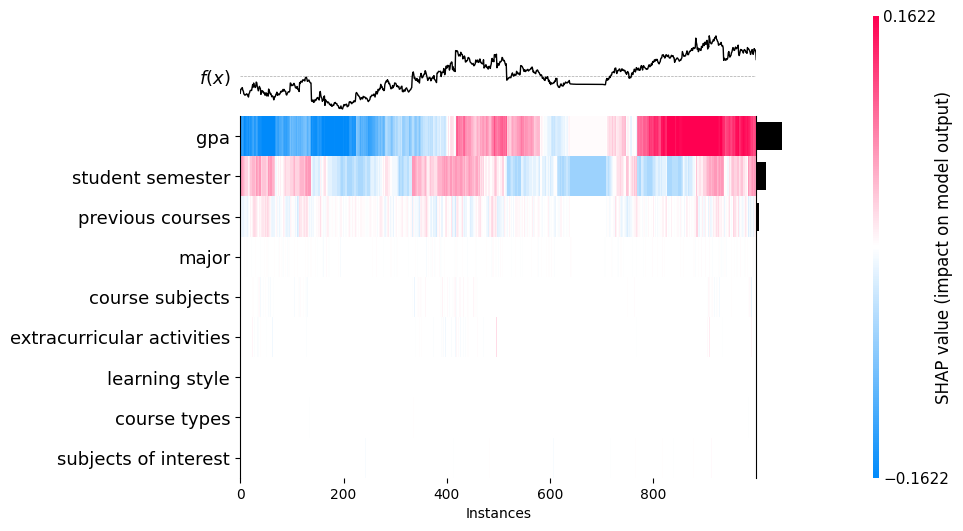 0.1622
f(x)
gpa
student semester
previous courses
major
course subjects
extracurricular activities
learning style
course types
subjects of interest
0 200 400 600 800
Instances
SHAP value (impact on model output)
−0.1622